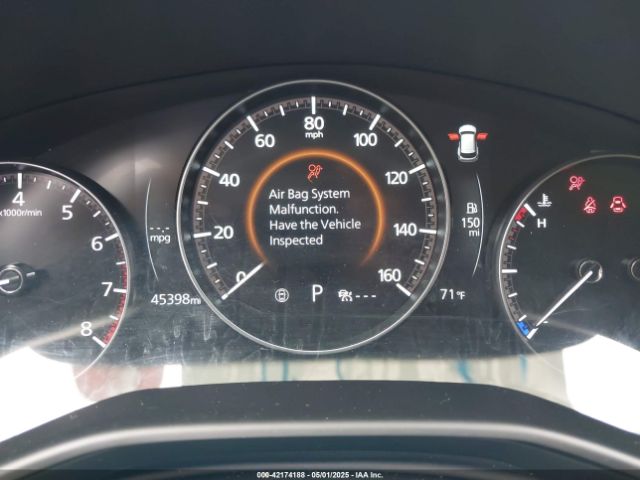 80
mph
60
100
40
120
20
140
0
160
Air Bag System
Malfunction.
Have the Vehicle
Inspected
4
x1000r/min
5
6
7
8
---
mpg
45398mi
P
---
71°F
150
mi
H
000-42174188 - 05/01/2025 - IAA Inc.